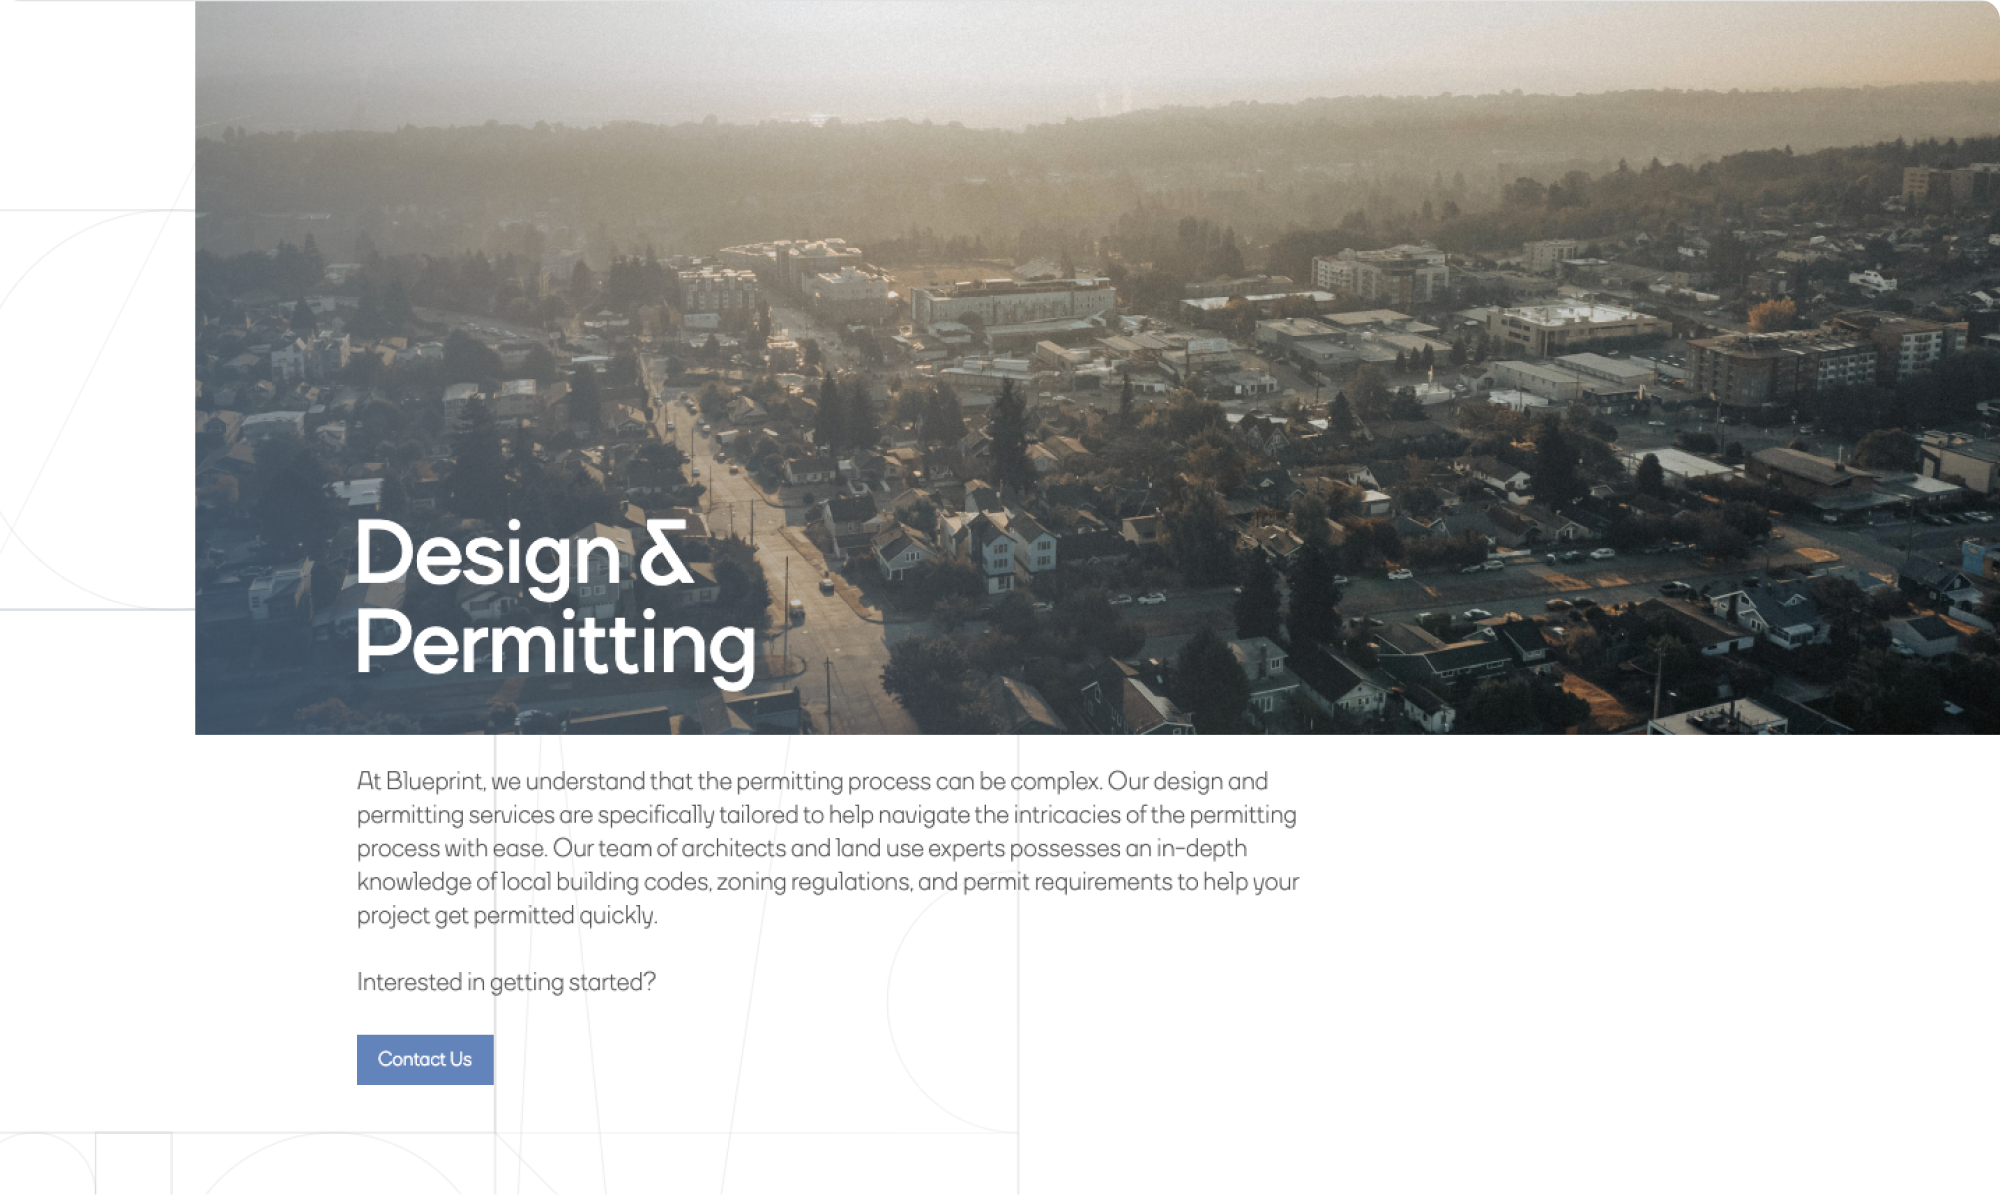 Design &
Permitting
At Blueprint, we understand that the permitting process can be complex. Our design and
permitting services are specifically tailored to help navigate the intricacies of the permitting
process with ease. Our team of architects and land use experts possesses an in-depth
knowledge of local building codes, zoning regulations, and permit requirements to help your
project get permitted quickly.
Interested in getting started?
Contact Us